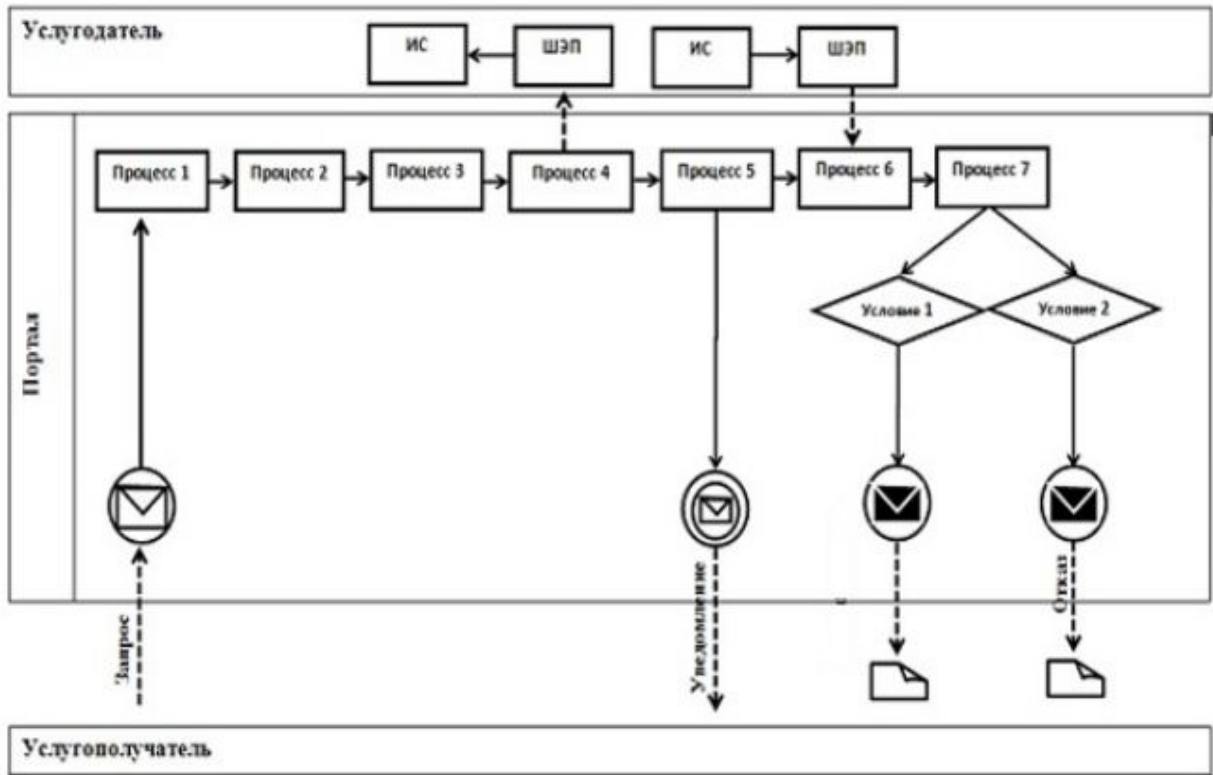 Услугодатель
ИС
ШЭП
ИС
ШЭП
Портал
Процесс 1
Процесс 2
Процесс 3
Процесс 4
Процесс 5
Процесс 6
Процесс 7
Условие 1
Условие 2
Запрос
Уведомление
Отказ
Услугополучатель